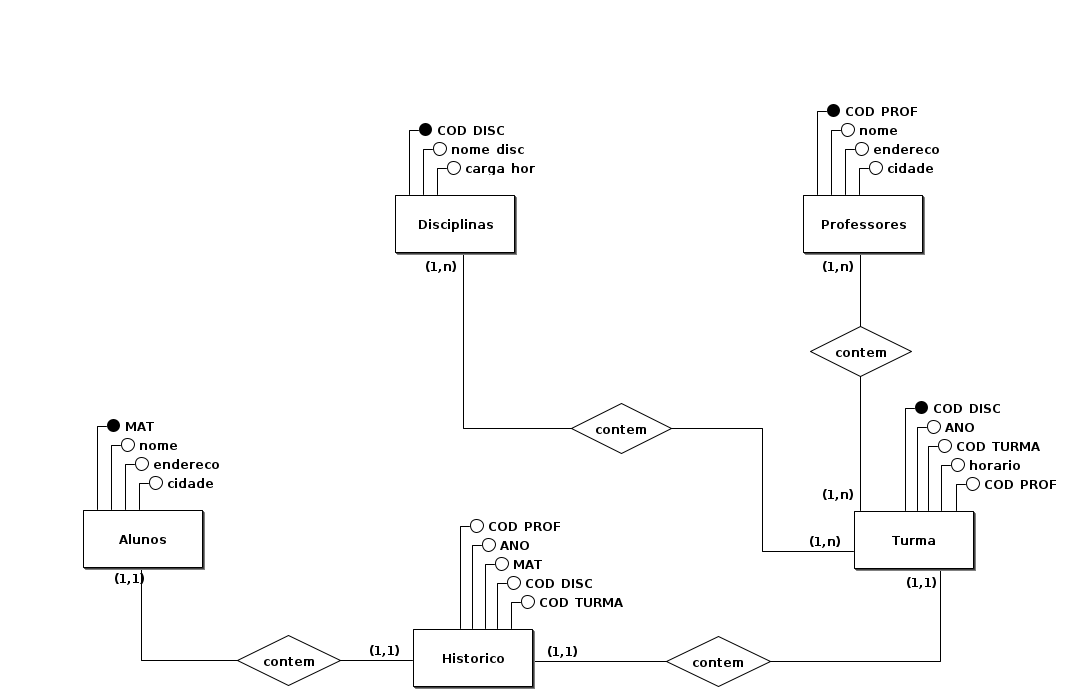 COD PROF
nome
endereco
cidade
Professores
(1,n)
COD DISC
nome disc
carga hor
Disciplinas
(1,n)
contem
contem
COD DISC
ANO
COD TURMA
horario
COD PROF
(1,n)
(1,n)
Turma
(1,1)
MAT
nome
endereco
cidade
Alunos
(1,1)
COD PROF
ANO
MAT
COD DISC
COD TURMA
contem
(1,1)
Historico
(1,1)
contem